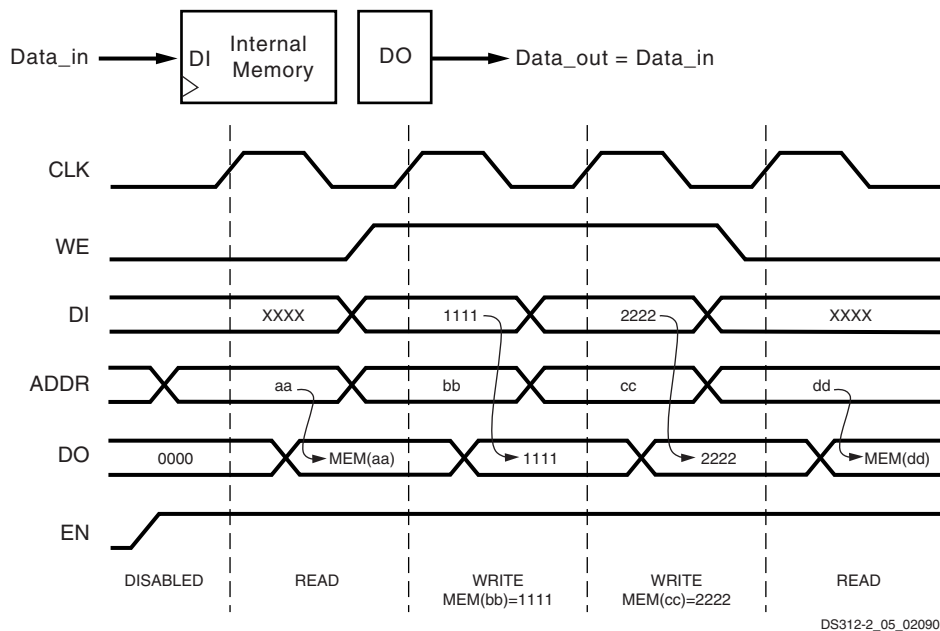 Data_in
DI
Internal
Memory
DO
Data_out = Data_in
CLK
WE
DI
XXXX
1111
2222
XXXX
ADDR
aa
bb
cc
dd
DO
0000
MEM(aa)
1111
2222
MEM(dd)
EN
DISABLED
READ
WRITE
MEM(bb)=1111
WRITE
MEM(cc)=2222
READ
DS312-2_05_02090